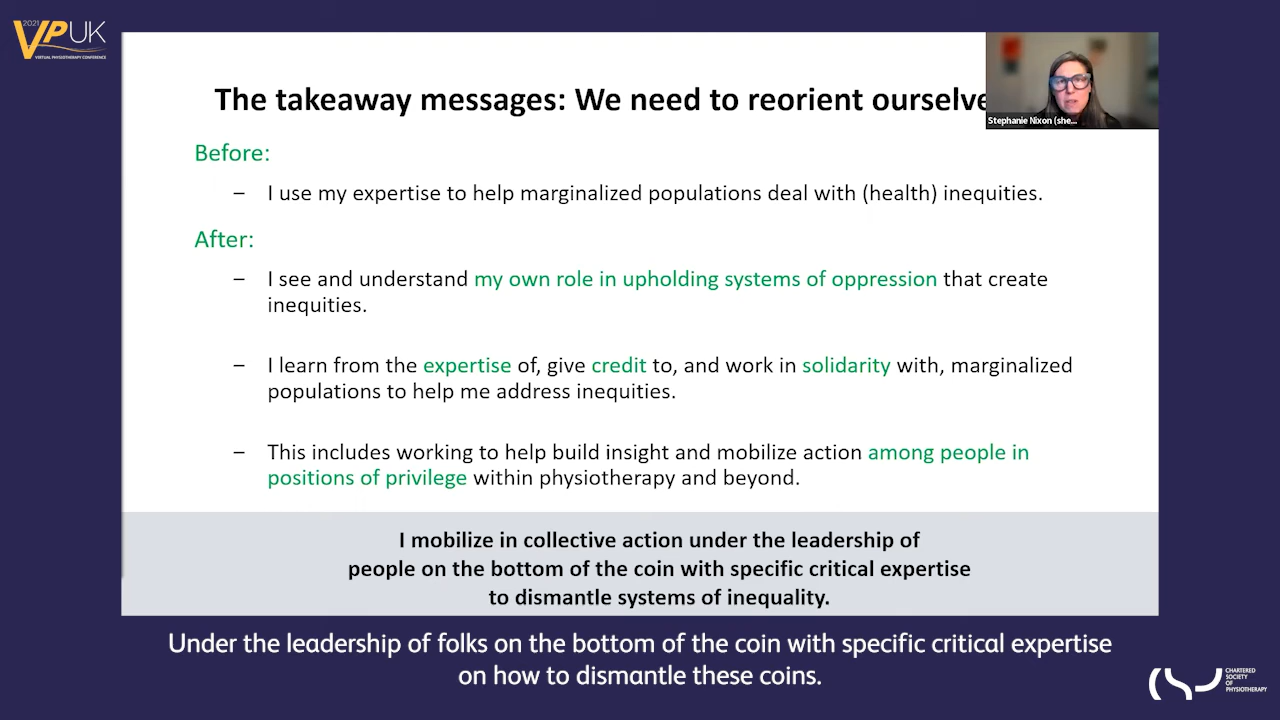 2021
VPUK
VIRTUAL PHYSIOTHERAPY CONFERENCE
The takeaway messages: We need to reorient ourselve
Stephanie Nixon (she...
Before:
– I use my expertise to help marginalized populations deal with (health) inequities.
After:
– I see and understand my own role in upholding systems of oppression that create
inequities.
– I learn from the expertise of, give credit to, and work in solidarity with, marginalized
populations to help me address inequities.
– This includes working to help build insight and mobilize action among people in
positions of privilege within physiotherapy and beyond.
I mobilize in collective action under the leadership of
people on the bottom of the coin with specific critical expertise
to dismantle systems of inequality.
Under the leadership of folks on the bottom of the coin with specific critical expertise
on how to dismantle these coins.
CHARTERED
SOCIETY
OF
PHYSIOTHERAPY